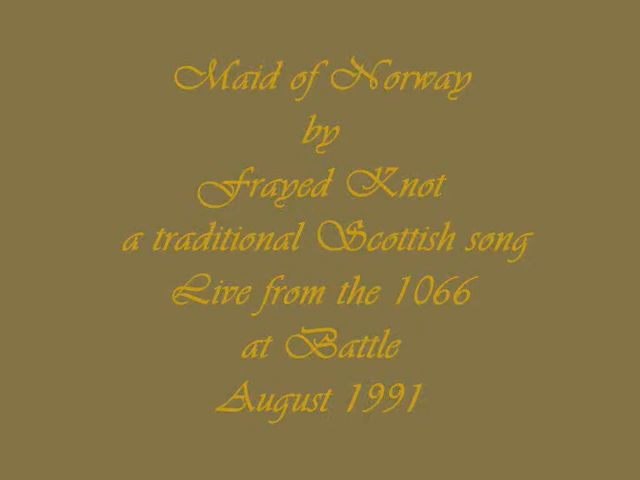 Maid of Norway
by
Frayed Knot
a traditional Scottish song
Live from the 1066
at Battle
August 1991